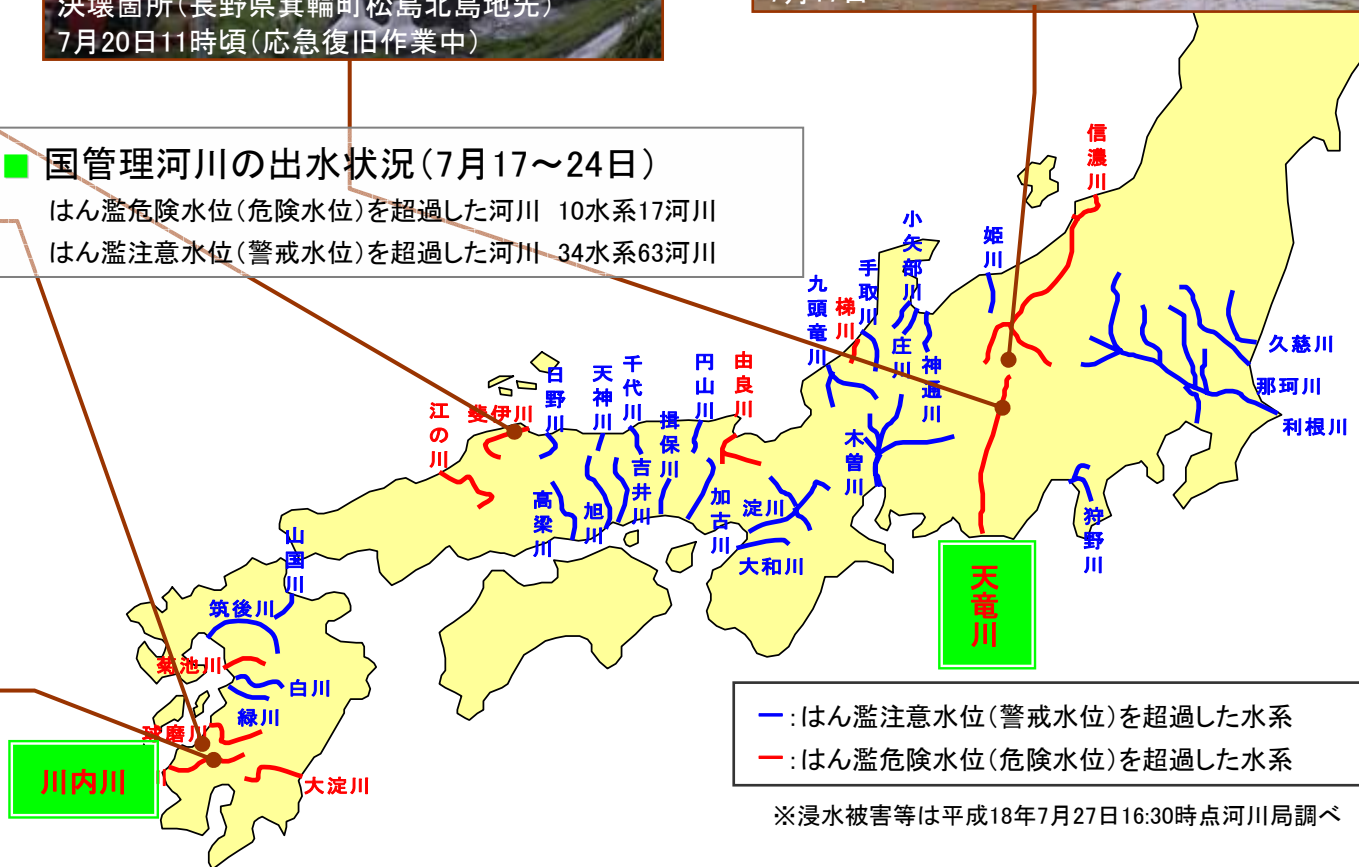 決壊箇所（長野県箕輪町松島北島地先）
7月20日11時頃（応急復旧作業中）
■ 国管理河川の出水状況（7月17～24日）
はん濫危険水位（危険水位）を超過した河川 10水系17河川
はん濫注意水位（警戒水位）を超過した河川 34水系63河川
信濃川
姫川
小矢部川
手取川
九頭竜川
梯川
庄川
神通川
久慈川
那珂川
利根川
木曽川
狩野川
天竜川
由良川
円山川
千代川
天神川
日野川
斐伊川
江の川
揖保川
吉井川
加古川
淀川
大和川
旭川
高梁川
山国川
筑後川
菊池川
白川
緑川
球磨川
川内川
大淀川
ー：はん濫注意水位（警戒水位）を超過した水系
ー：はん濫危険水位（危険水位）を超過した水系
※浸水被害等は平成18年7月27日16:30時点河川局調べ